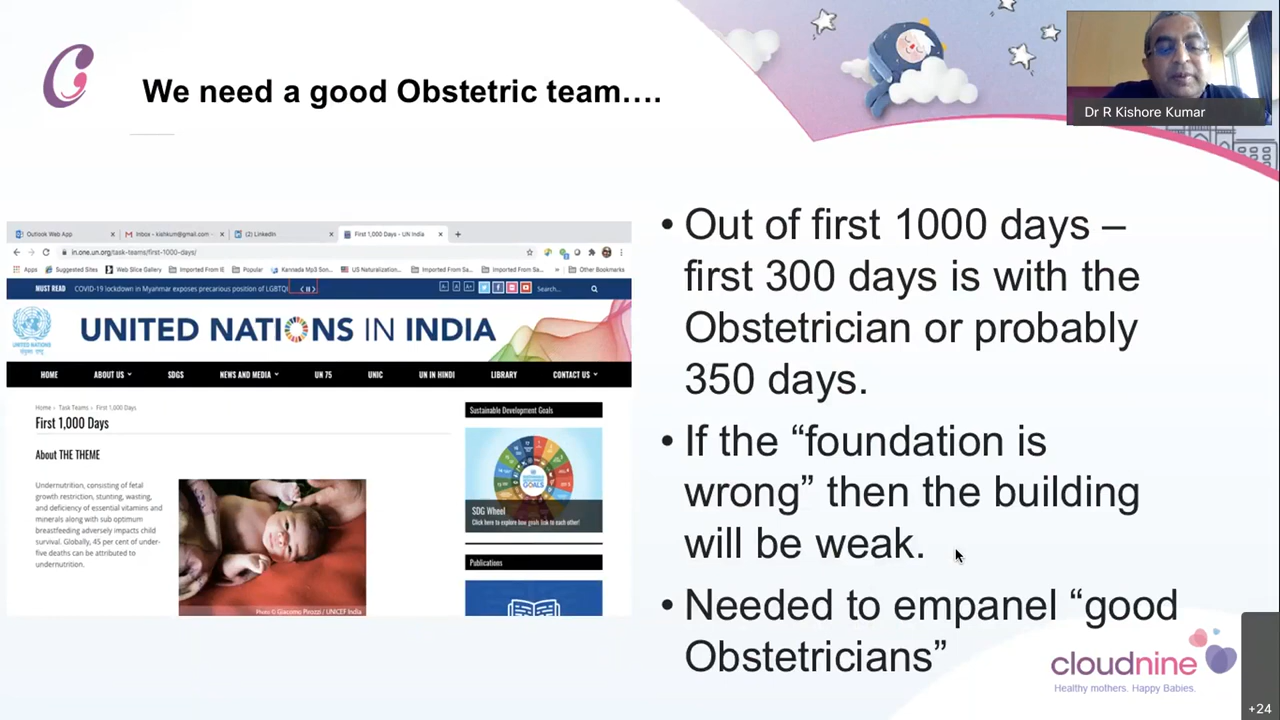 We need a good Obstetric team….
Dr R Kishore Kumar
Outlook Web App
(2) LinkedIn
First 1,000 Days - UN India
in.one.un.org/task-teams/first-1000-days/
Apps
Suggested Sites
Web Slice Gallery
Imported From IE
Popular
Kannada Mp3 Son...
US Naturalization...
Imported From Sa...
Imported From Sa...
Other Bookmarks
MUST READ
COVID-19 lockdown in Myanmar exposes precarious position of LGBTQ
A- A A+
Search...
UNITED NATIONS
UNITED NATIONS IN INDIA
HOME ABOUT US SDGS NEWS AND MEDIA UN 75 UNIC UN IN HINDI LIBRARY CONTACT US
Home › Task Teams › First 1,000 Days
First 1,000 Days
About THE THEME
Undernutrition, consisting of fetal
growth restriction, stunting, wasting,
and deficiency of essential vitamins and
minerals along with sub optimum
breastfeeding adversely impacts child
survival. Globally, 45 per cent of under-
five deaths can be attributed to
undernutrition.
Photo © Giacomo Pirozzi / UNICEF India
Sustainable Development Goals
SDG Wheel
Click here to explore how goals link to each other!
Publications
• Out of first 1000 days –
first 300 days is with the
Obstetrician or probably
350 days.
• If the “foundation is
wrong” then the building
will be weak.
• Needed to empanel “good
Obstetricians”
cloudnine
Healthy mothers. Happy Babies.
+24